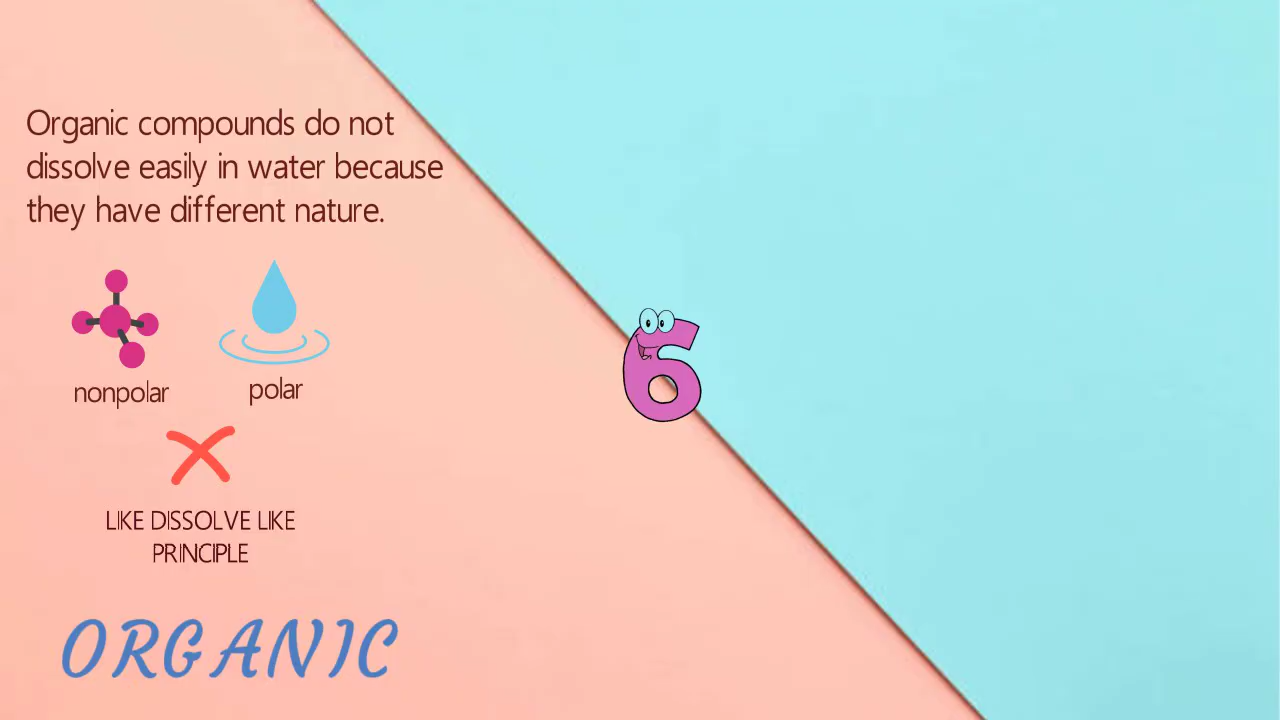 Organic compounds do not
dissolve easily in water because
they have different nature.
nonpolar
polar
6
LIKE DISSOLVE LIKE
PRINCIPLE
ORGANIC